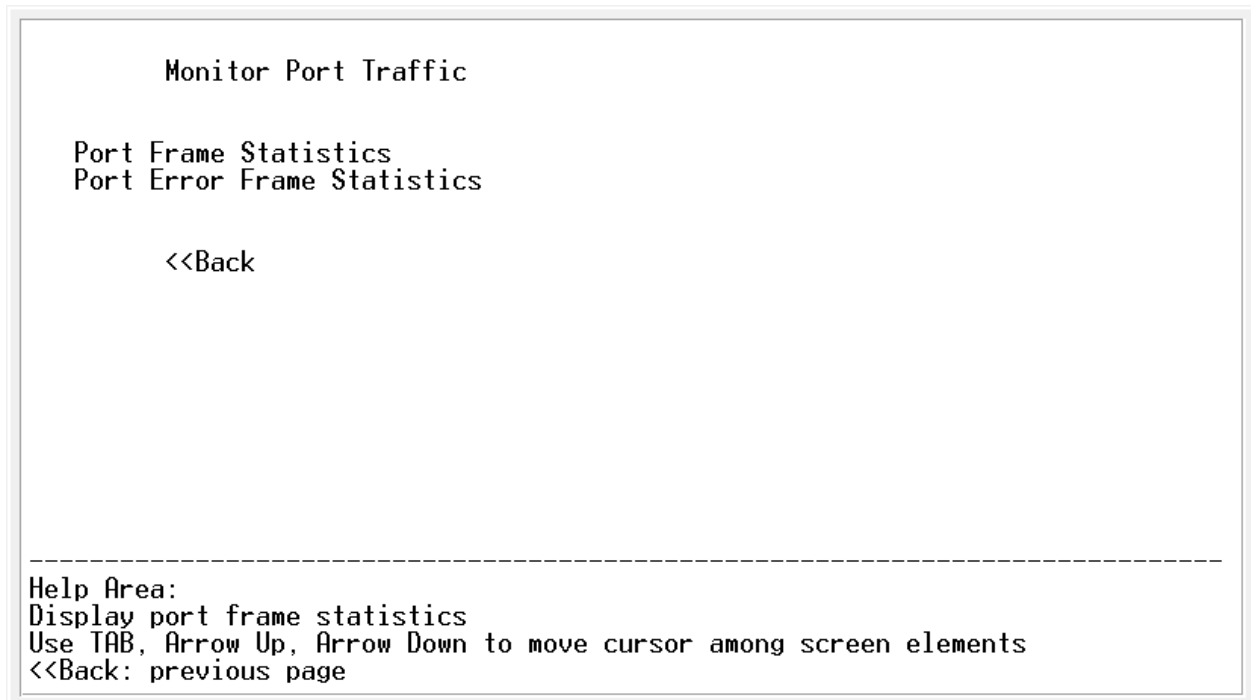 Monitor Port Traffic
Port Frame Statistics
Port Error Frame Statistics
<<Back
--------------------------------------------------------------------------------
Help Area:
Display port frame statistics
Use TAB, Arrow Up, Arrow Down to move cursor among screen elements
<<Back: previous page